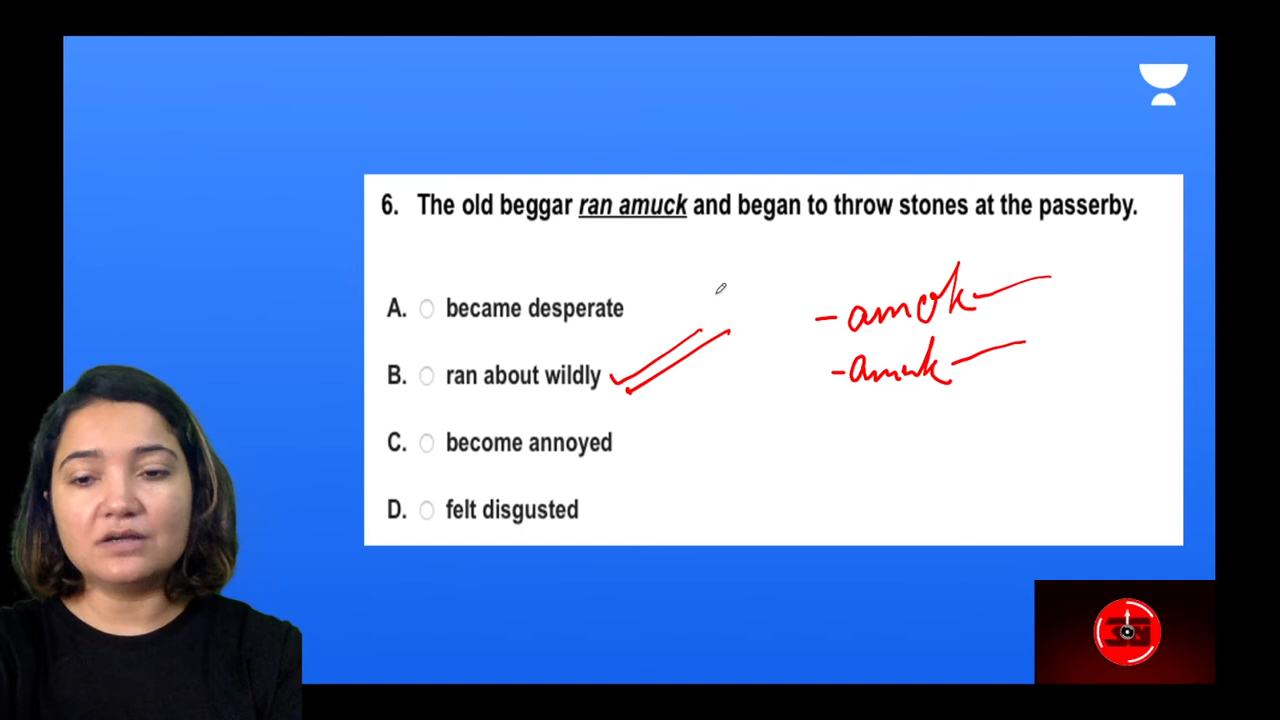 6. The old beggar ran amuck and began to throw stones at the passerby.
A. became desperate
- amok
B. ran about wildly
- amuk
C. become annoyed
D. felt disgusted